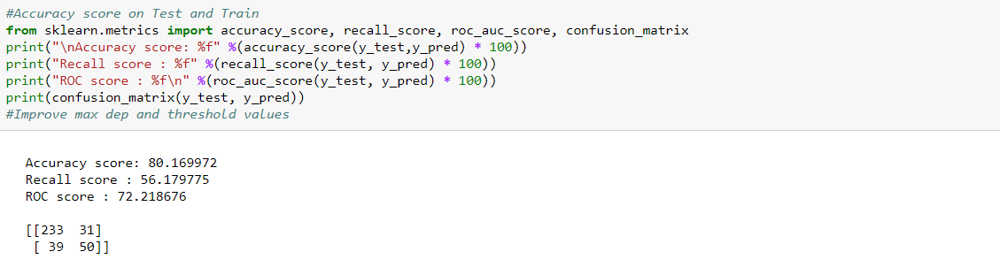 #Accuracy score on Test and Train
from sklearn.metrics import accuracy_score, recall_score, roc_auc_score, confusion_matrix
print("\nAccuracy score: %f" %(accuracy_score(y_test,y_pred) * 100))
print("Recall score : %f" %(recall_score(y_test, y_pred) * 100))
print("ROC score : %f\n" %(roc_auc_score(y_test, y_pred) * 100))
print(confusion_matrix(y_test, y_pred))
#Improve max dep and threshold values
Accuracy score: 80.169972
Recall score : 56.179775
ROC score : 72.218676
[[233  31]
 [ 39  50]]